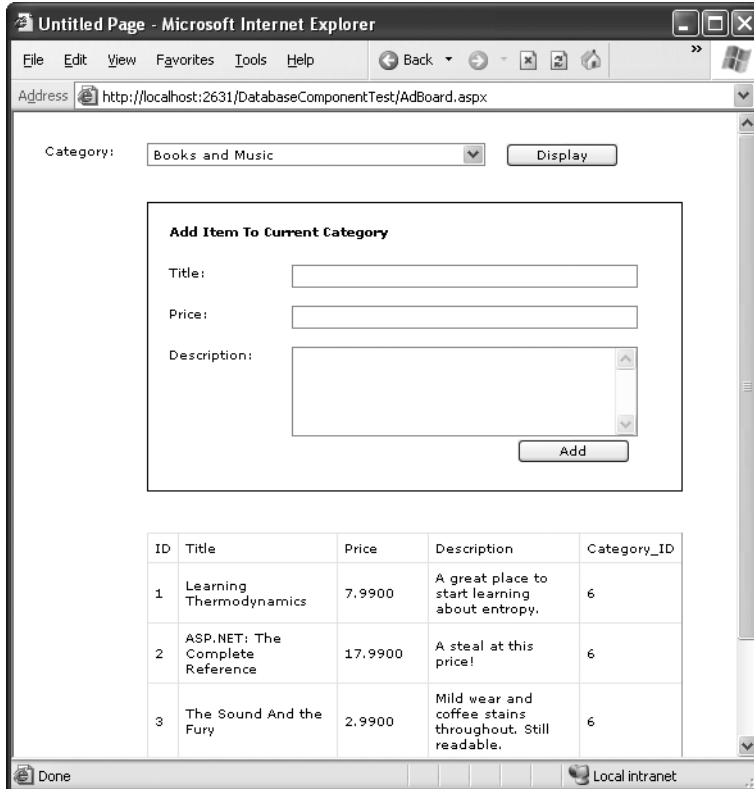 Untitled Page - Microsoft Internet Explorer
File Edit View Favorites Tools Help Back »
Address http://localhost:2631/DatabaseComponentTest/AdBoard.aspx
Category: Books and Music Display
Add Item To Current Category
Title:
Price:
Description:
Add
ID Title Price Description Category_ID
1 Learning Thermodynamics 7.9900 A great place to start learning about entropy. 6
2 ASP.NET: The Complete Reference 17.9900 A steal at this price! 6
3 The Sound And the Fury 2.9900 Mild wear and coffee stains throughout. Still readable. 6
Done Local intranet